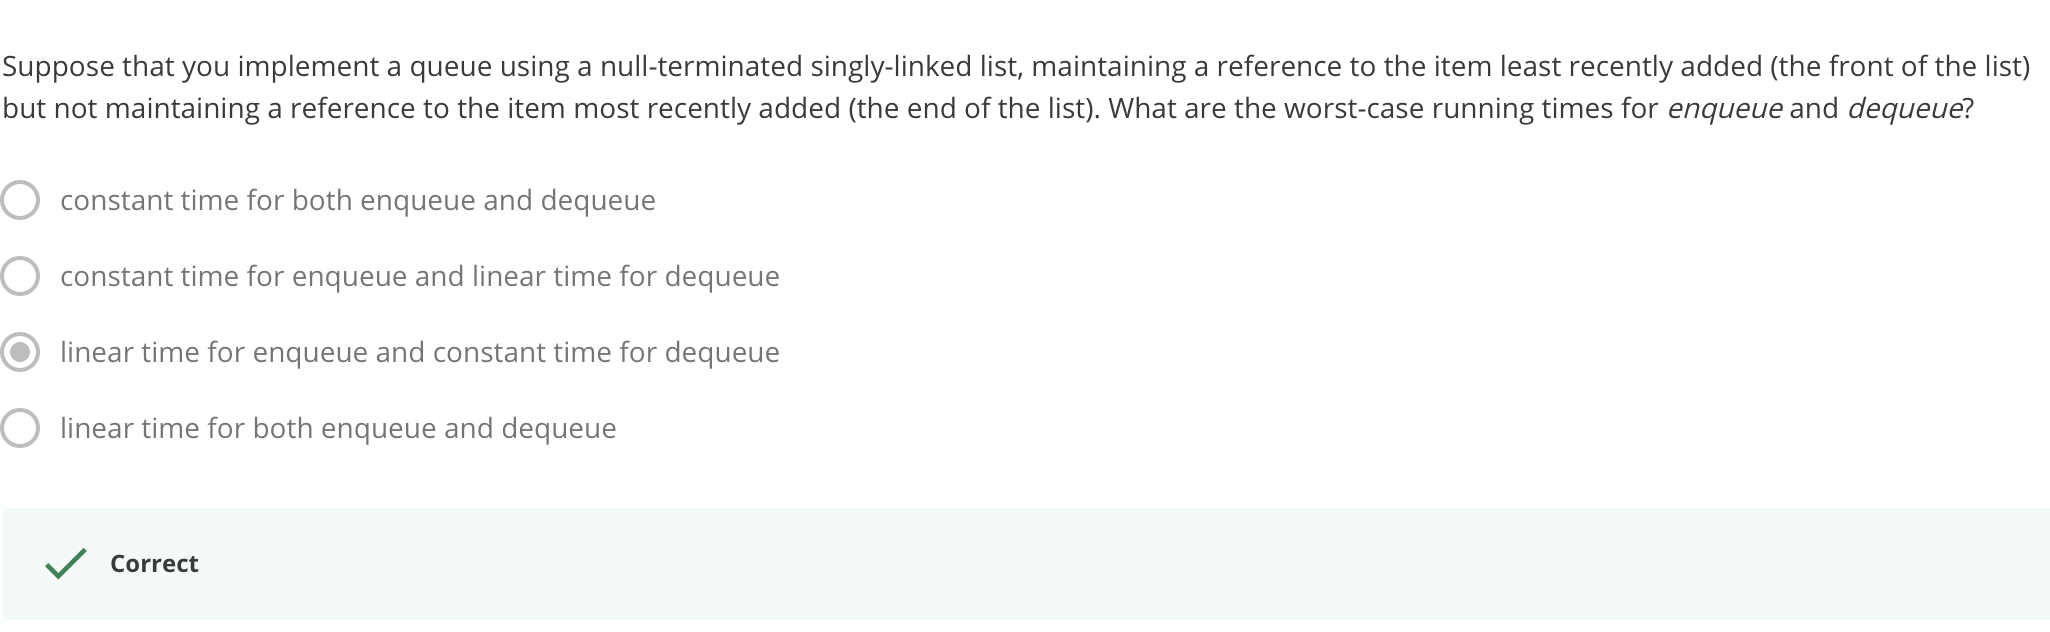 Suppose that you implement a queue using a null-terminated singly-linked list, maintaining a reference to the item least recently added (the front of the list)
but not maintaining a reference to the item most recently added (the end of the list). What are the worst-case running times for enqueue and dequeue?
constant time for both enqueue and dequeue
constant time for enqueue and linear time for dequeue
linear time for enqueue and constant time for dequeue
linear time for both enqueue and dequeue
Correct